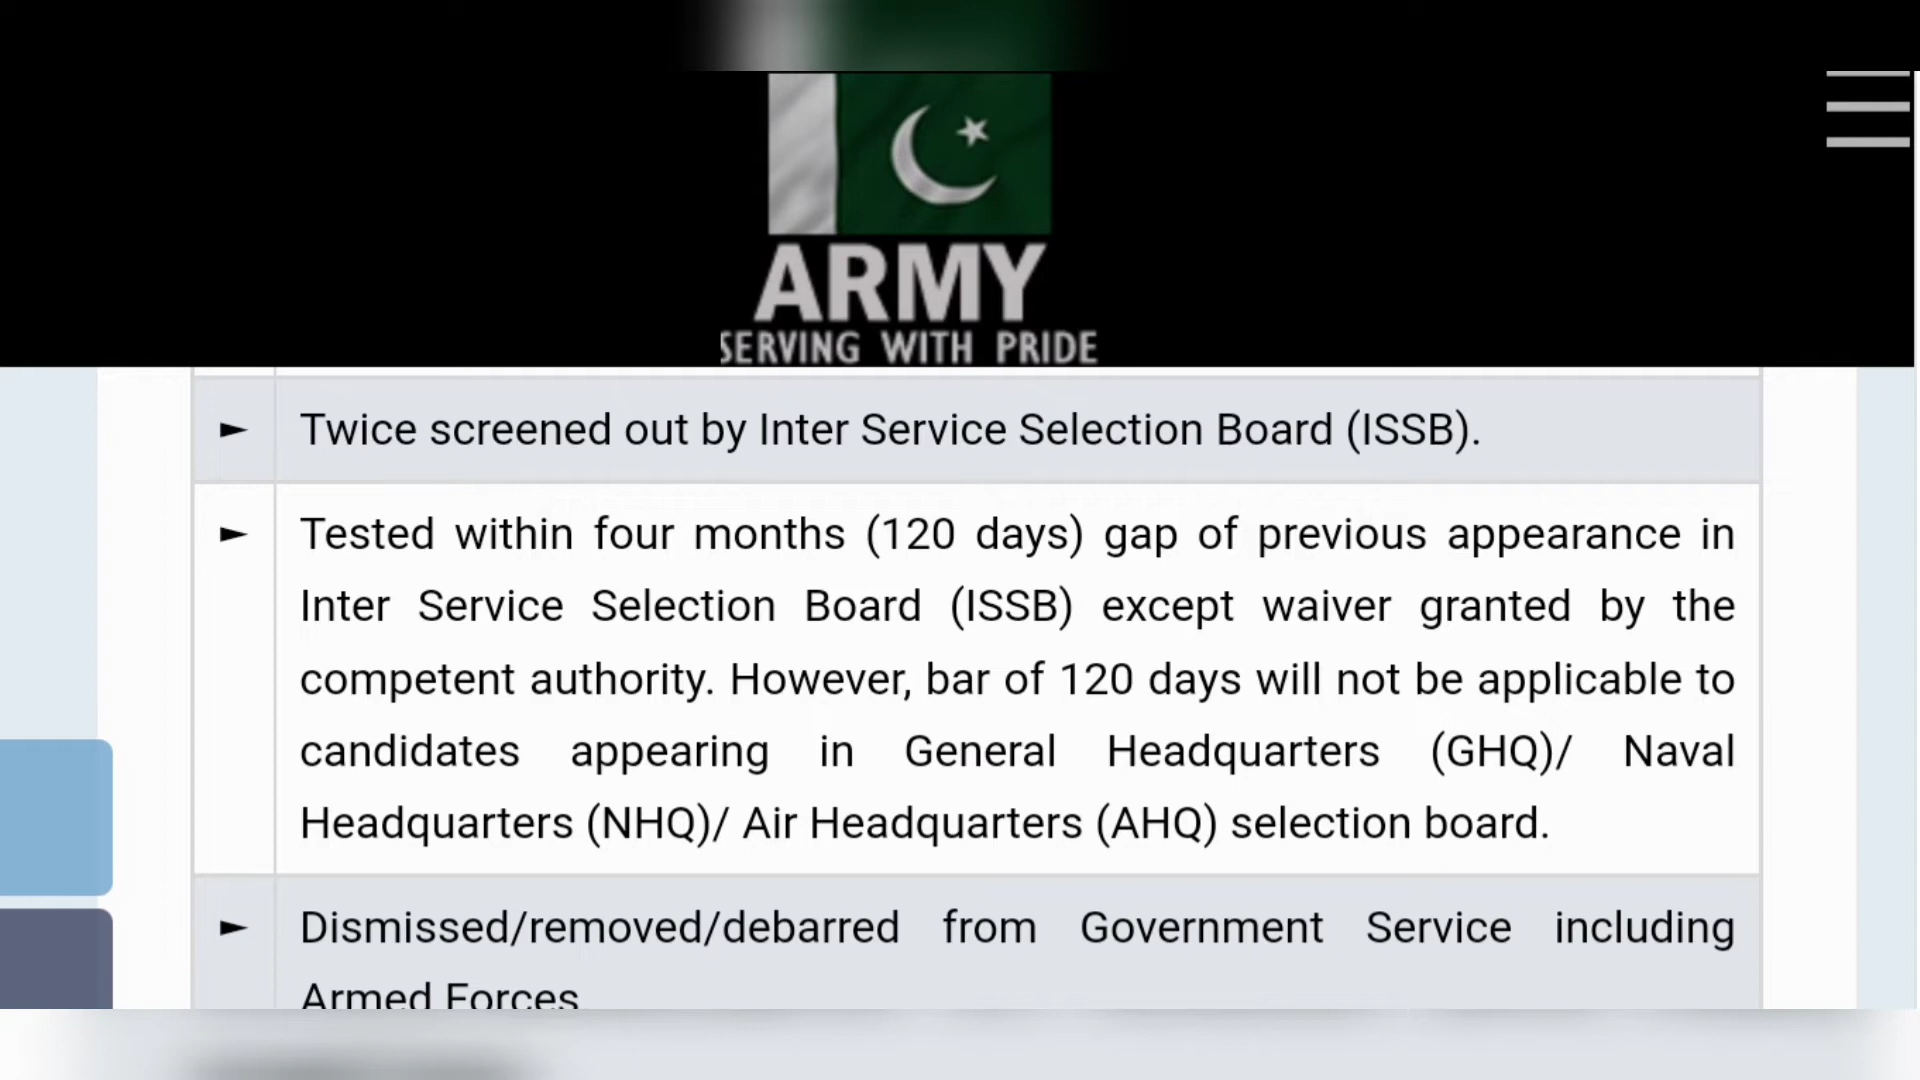 ARMY
SERVING WITH PRIDE
► Twice screened out by Inter Service Selection Board (ISSB).
► Tested within four months (120 days) gap of previous appearance in
Inter Service Selection Board (ISSB) except waiver granted by the
competent authority. However, bar of 120 days will not be applicable to
candidates appearing in General Headquarters (GHQ)/ Naval
Headquarters (NHQ)/ Air Headquarters (AHQ) selection board.
► Dismissed/removed/debarred from Government Service including
Armed Forces